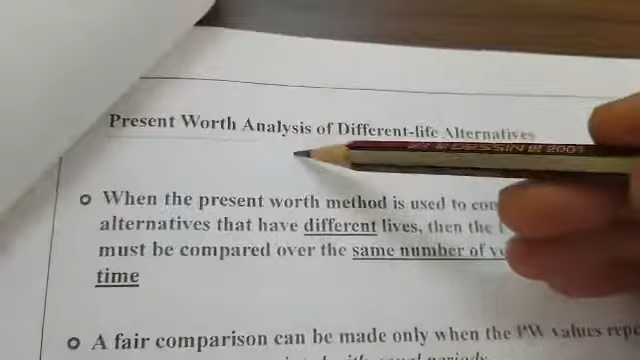 Present Worth Analysis of Different-life Alternatives
When the present worth method is used to
alternatives that have different lives, then the
must be compared over the same number of
time
A fair comparison can be made only when the PW values
2001